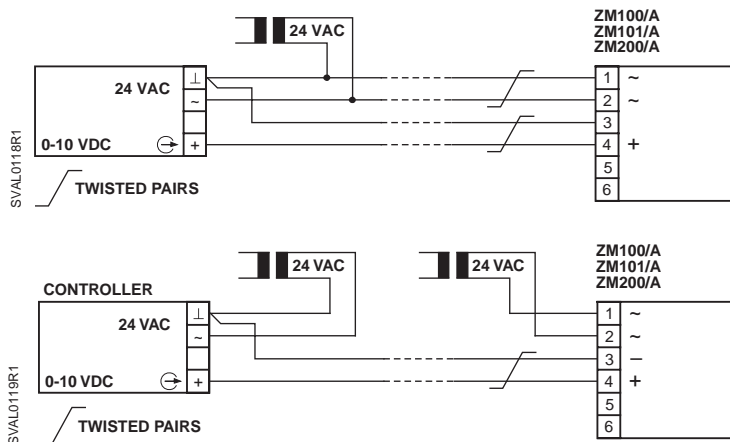 ZM100/A
ZM101/A
ZM200/A
24 VAC
24 VAC
⊥
~
0-10 VDC
+
1 ~
2 ~
3
4 +
5
6
SVAL0118R1
TWISTED PAIRS
ZM100/A
ZM101/A
ZM200/A
24 VAC
24 VAC
CONTROLLER
24 VAC
⊥
~
0-10 VDC
+
1 ~
2 ~
3 –
4 +
5
6
SVAL0119R1
TWISTED PAIRS